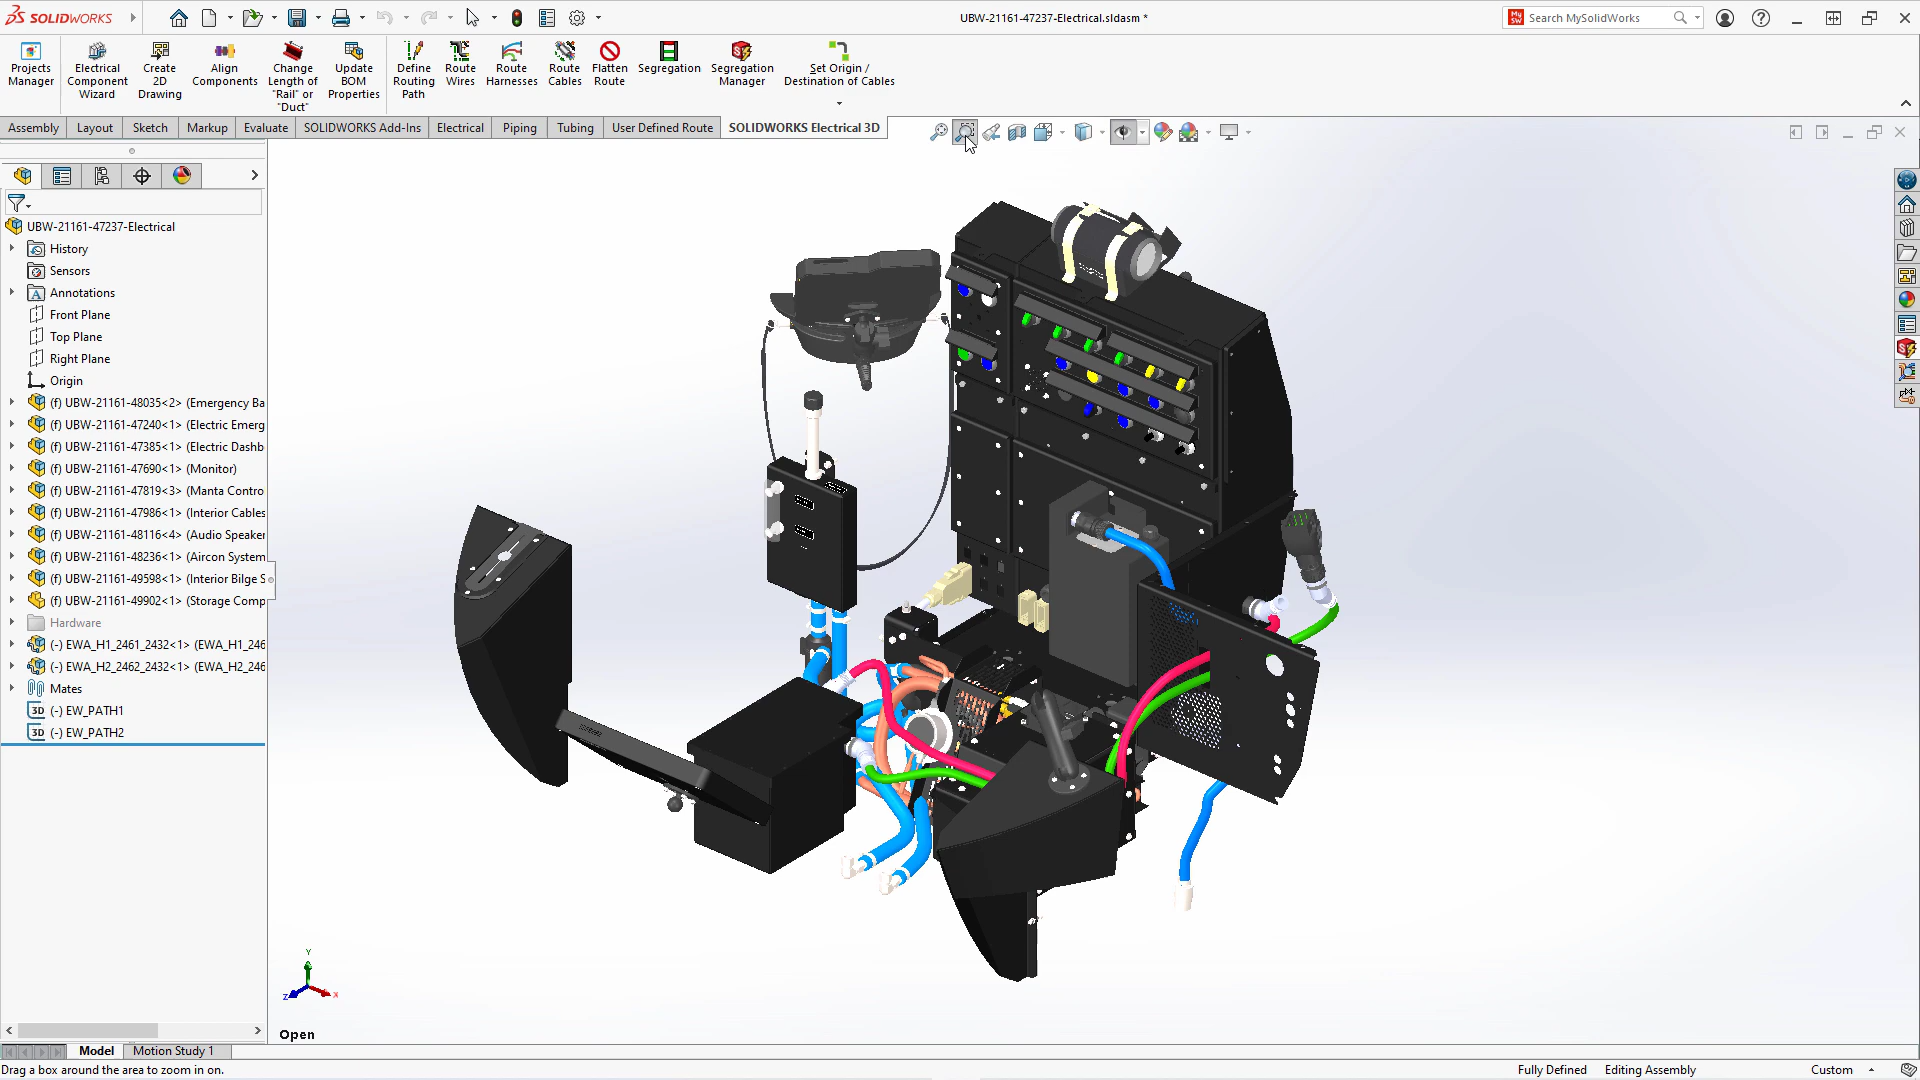 SOLIDWORKS
UBW-21161-47237-Electrical.sldasm *
Search MySolidWorks
Projects Manager
Electrical Component Wizard
Create 2D Drawing
Align Components
Change Length of "Rail" or "Duct"
Update BOM Properties
Define Routing Path
Route Wires
Route Harnesses
Route Cables
Flatten Route
Segregation
Segregation Manager
Set Origin / Destination of Cables
Assembly
Layout
Sketch
Markup
Evaluate
SOLIDWORKS Add-Ins
Electrical
Piping
Tubing
User Defined Route
SOLIDWORKS Electrical 3D
UBW-21161-47237-Electrical
History
Sensors
Annotations
Front Plane
Top Plane
Right Plane
Origin
(f) UBW-21161-48035<2> (Emergency Ba
(f) UBW-21161-47240<1> (Electric Emerg
(f) UBW-21161-47385<1> (Electric Dashb
(f) UBW-21161-47690<1> (Monitor)
(f) UBW-21161-47819<3> (Manta Contro
(f) UBW-21161-47986<1> (Interior Cables
(f) UBW-21161-48116<4> (Audio Speaker
(f) UBW-21161-48236<1> (Aircon System
(f) UBW-21161-49598<1> (Interior Bilge S
(f) UBW-21161-49902<1> (Storage Comp
Hardware
(-) EWA_H1_2461_2432<1> (EWA_H1_246
(-) EWA_H2_2462_2432<1> (EWA_H2_246
Mates
3D (-) EW_PATH1
3D (-) EW_PATH2
Y
Z
X
Open
Model
Motion Study 1
Drag a box around the area to zoom in on.
Fully Defined
Editing Assembly
Custom